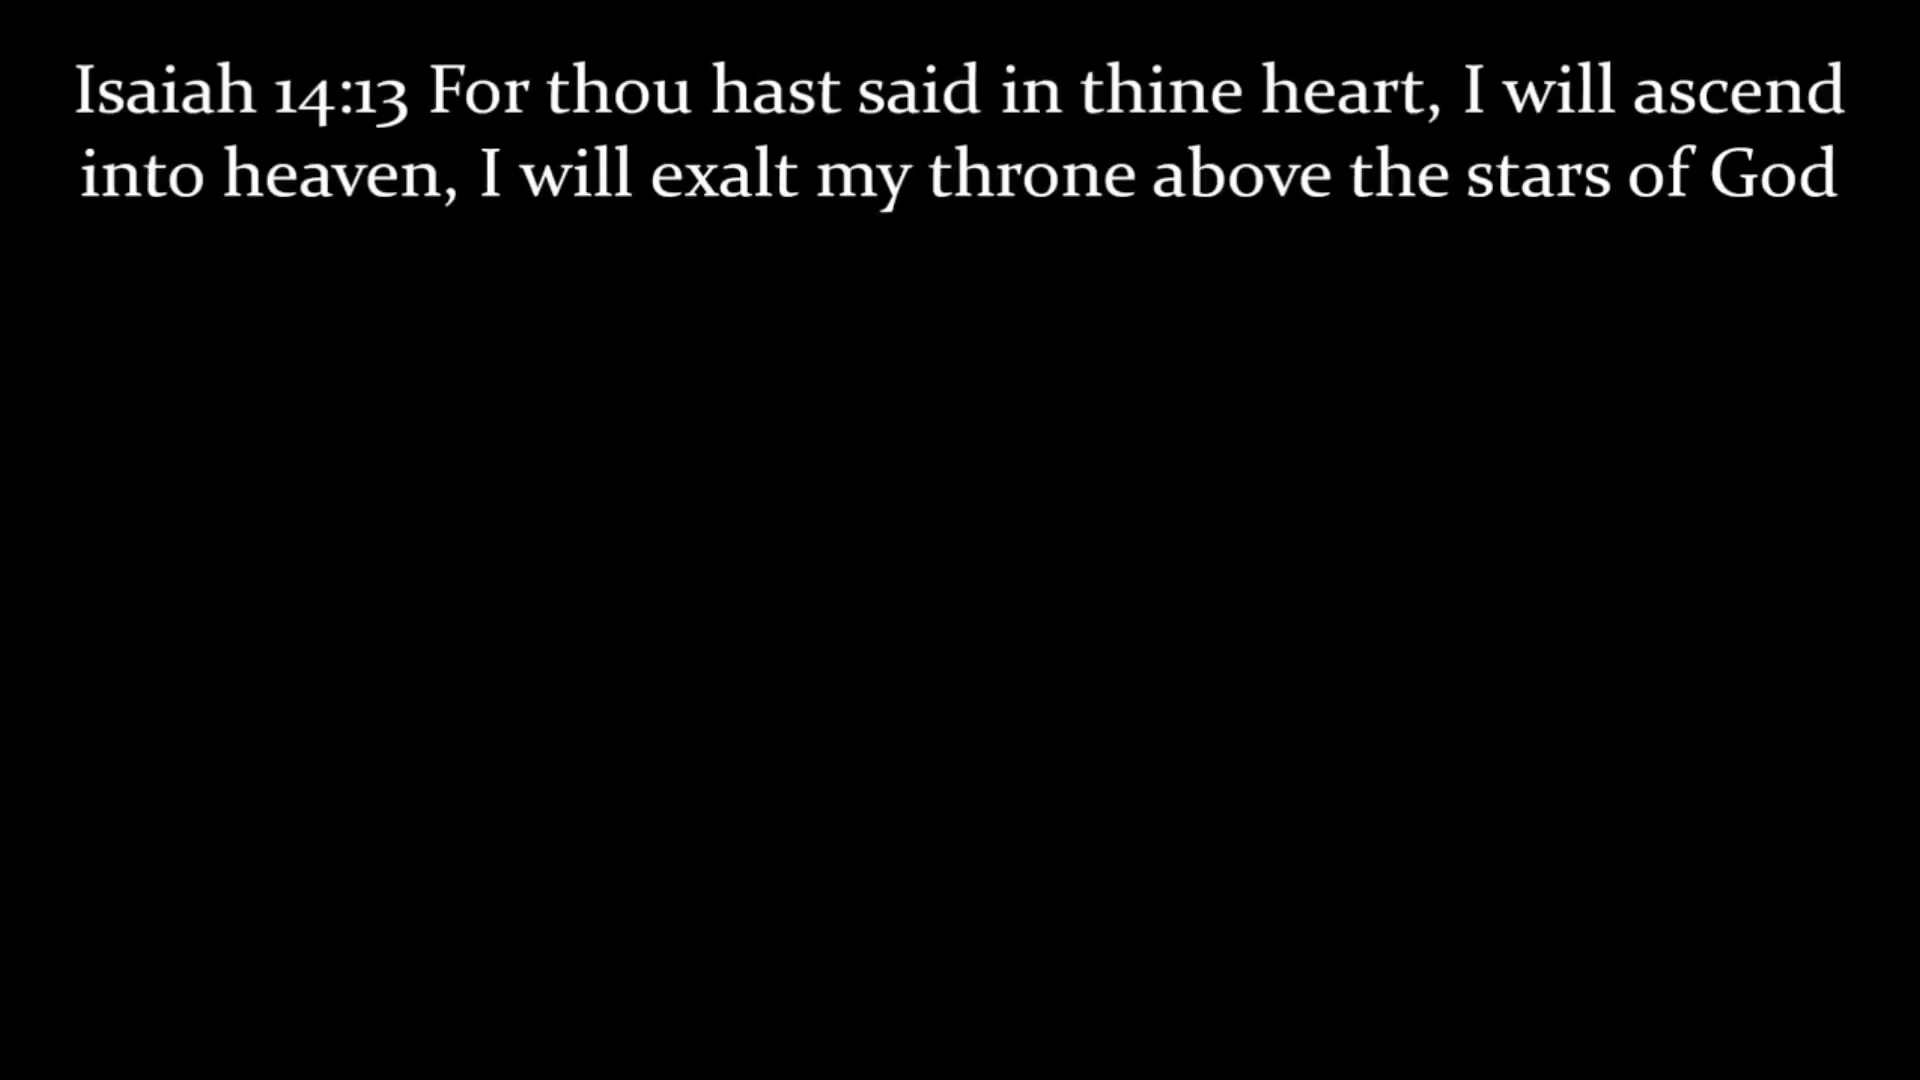 Isaiah 14:13 For thou hast said in thine heart, I will ascend
into heaven, I will exalt my throne above the stars of God